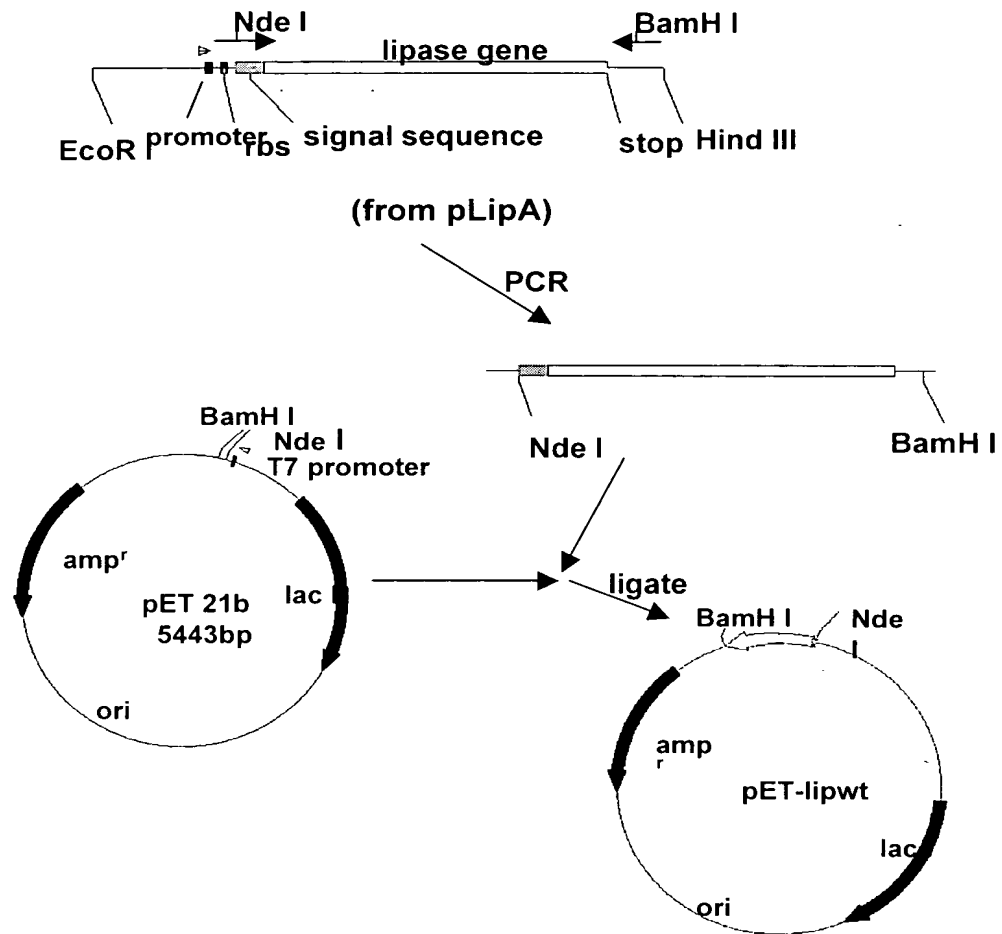 Nde I
BamH I
lipase gene
EcoR I
promoter
rbs
signal sequence
stop
Hind III
(from pLipA)
PCR
Nde I
BamH I
BamH I
Nde I
T7 promoter
amp r
lac
pET 21b
5443bp
ori
ligate
BamH I
Nde
I
amp
r
pET-lipwt
lac
ori